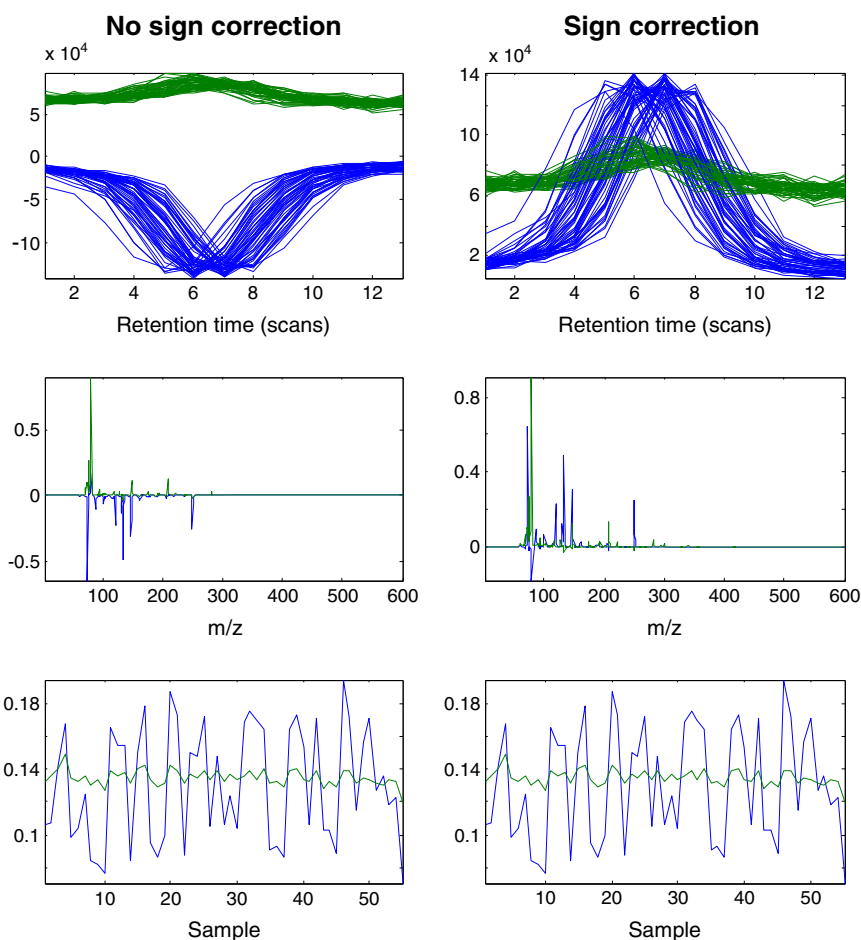 No sign correction
Sign correction
x 10^4
5
0
-5
-10
2 4 6 8 10 12
Retention time (scans)
x 10^4
14
10
6
2
2 4 6 8 10 12
Retention time (scans)
0.5
0
-0.5
100 200 300 400 500 600
m/z
0.8
0.4
0
100 200 300 400 500 600
m/z
0.18
0.14
0.1
10 20 30 40 50
Sample
0.18
0.14
0.1
10 20 30 40 50
Sample